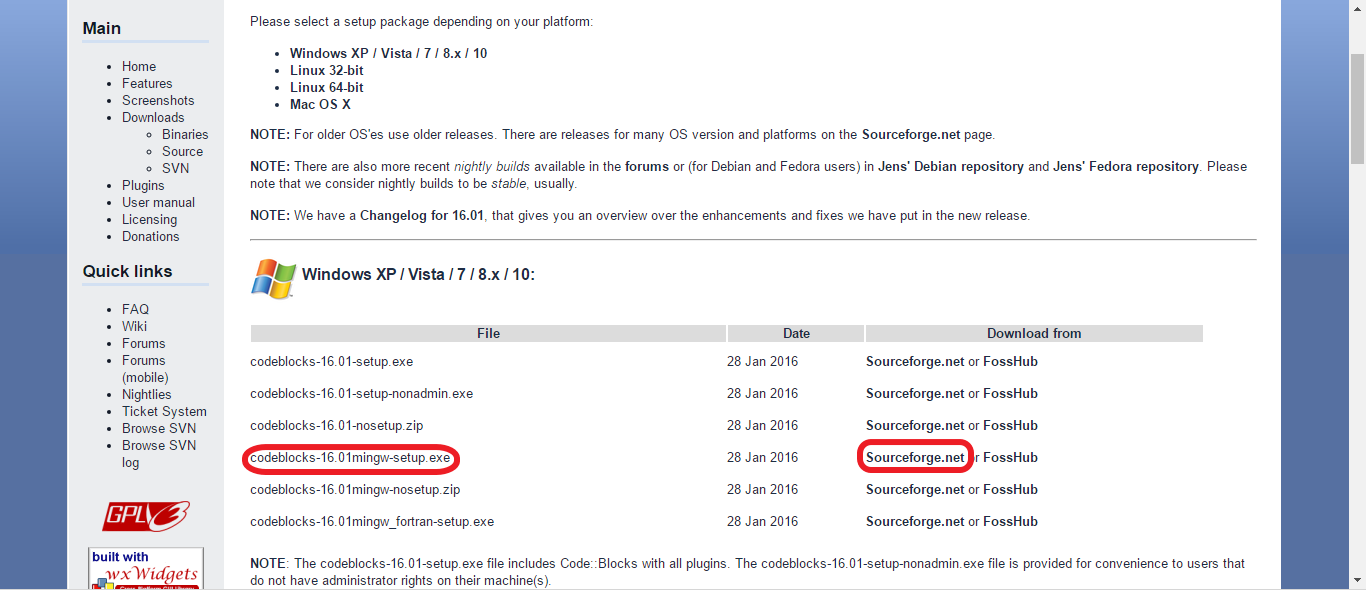 Main
Home
Features
Screenshots
Downloads
Binaries
Source
SVN
Plugins
User manual
Licensing
Donations
Quick links
FAQ
Wiki
Forums
Forums
(mobile)
Nightlies
Ticket System
Browse SVN
Browse SVN
log
GPL
v3
built with
wxWidgets
Please select a setup package depending on your platform:
Windows XP / Vista / 7 / 8.x / 10
Linux 32-bit
Linux 64-bit
Mac OS X
NOTE: For older OS'es use older releases. There are releases for many OS version and platforms on the Sourceforge.net page.
NOTE: There are also more recent nightly builds available in the forums or (for Debian and Fedora users) in Jens' Debian repository and Jens' Fedora repository. Please
note that we consider nightly builds to be stable, usually.
NOTE: We have a Changelog for 16.01, that gives you an overview over the enhancements and fixes we have put in the new release.
Windows XP / Vista / 7 / 8.x / 10:
File Date Download from
codeblocks-16.01-setup.exe 28 Jan 2016 Sourceforge.net or FossHub
codeblocks-16.01-setup-nonadmin.exe 28 Jan 2016 Sourceforge.net or FossHub
codeblocks-16.01-nosetup.zip 28 Jan 2016 Sourceforge.net or FossHub
codeblocks-16.01mingw-setup.exe 28 Jan 2016 Sourceforge.net or FossHub
codeblocks-16.01mingw-nosetup.zip 28 Jan 2016 Sourceforge.net or FossHub
codeblocks-16.01mingw_fortran-setup.exe 28 Jan 2016 Sourceforge.net or FossHub
NOTE: The codeblocks-16.01-setup.exe file includes Code::Blocks with all plugins. The codeblocks-16.01-setup-nonadmin.exe file is provided for convenience to users that
do not have administrator rights on their machine(s).